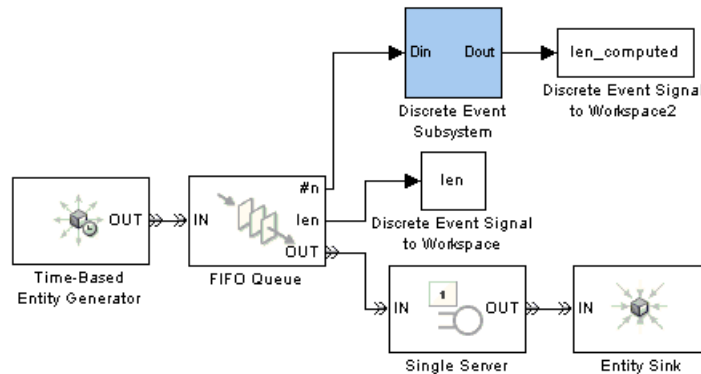 Din
Dout
len_computed
Discrete Event
Subsystem
Discrete Event Signal
to Workspace2
#n
len
len
IN
OUT
OUT
Discrete Event Signal
to Workspace
Time-Based
Entity Generator
FIFO Queue
IN
1
OUT
IN
Single Server
Entity Sink